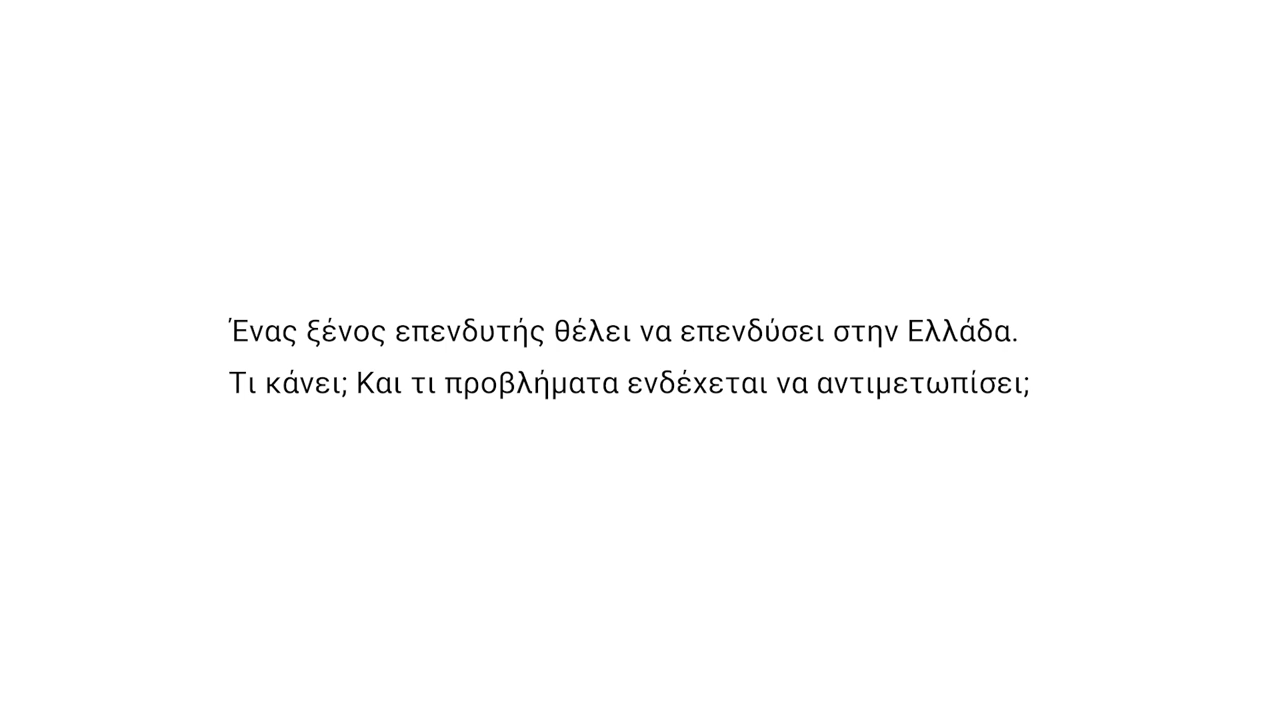 Ένας ξένος επενδυτής θέλει να επενδύσει στην Ελλάδα.
Τι κάνει; Και τι προβλήματα ενδέχεται να αντιμετωπίσει;